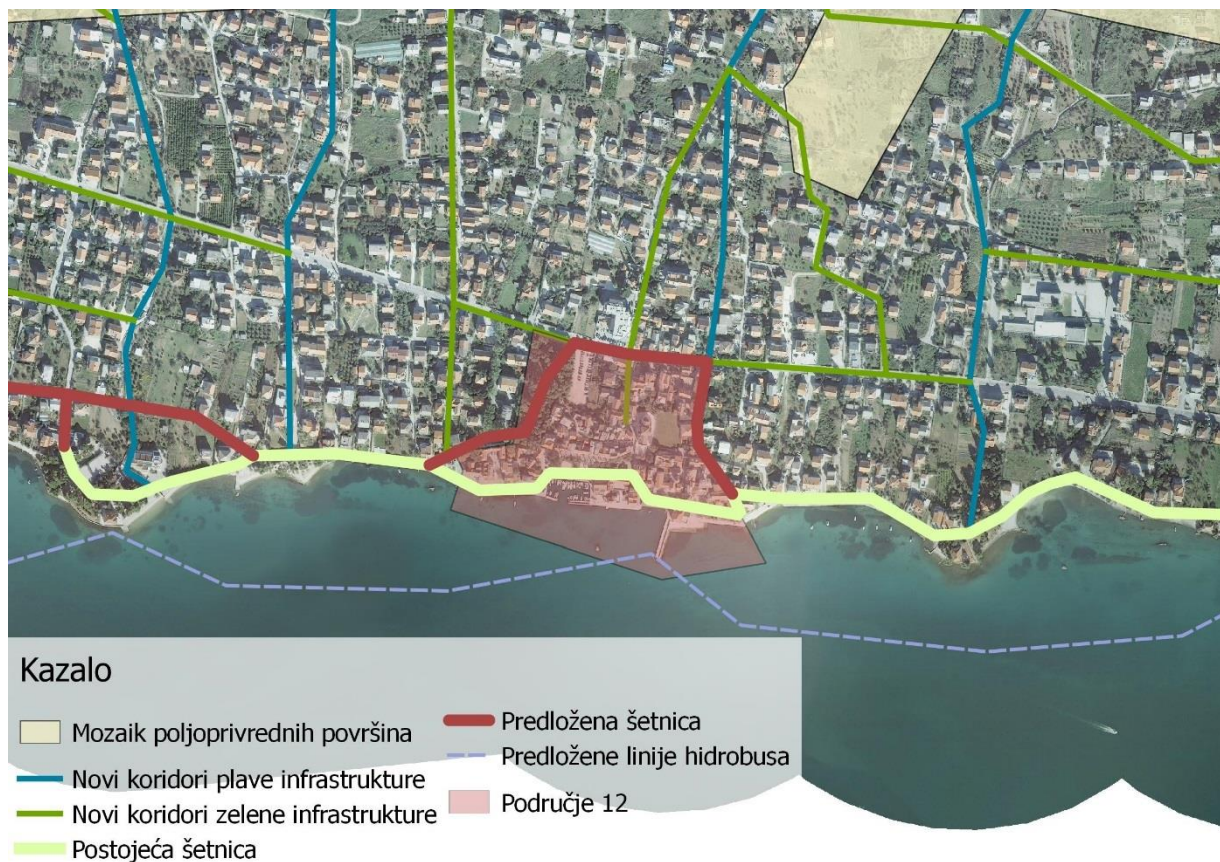 Kazalo
Mozaik poljoprivrednih površina
Novi koridori plave infrastrukture
Novi koridori zelene infrastrukture
Postojeća šetnica
Predložena šetnica
Predložene linije hidrobusa
Područje 12